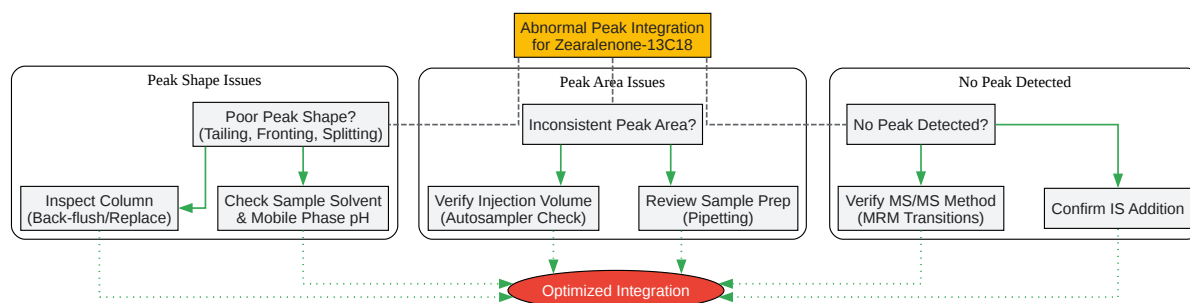 Abnormal Peak Integration
for Zearalenone-13C18
Peak Shape Issues
Poor Peak Shape?
(Tailing, Fronting, Splitting)
Inspect Column
(Back-flush/Replace)
Check Sample Solvent
& Mobile Phase pH
Peak Area Issues
Inconsistent Peak Area?
Verify Injection Volume
(Autosampler Check)
Review Sample Prep
(Pipetting)
No Peak Detected
No Peak Detected?
Verify MS/MS Method
(MRM Transitions)
Confirm IS Addition
Optimized Integration